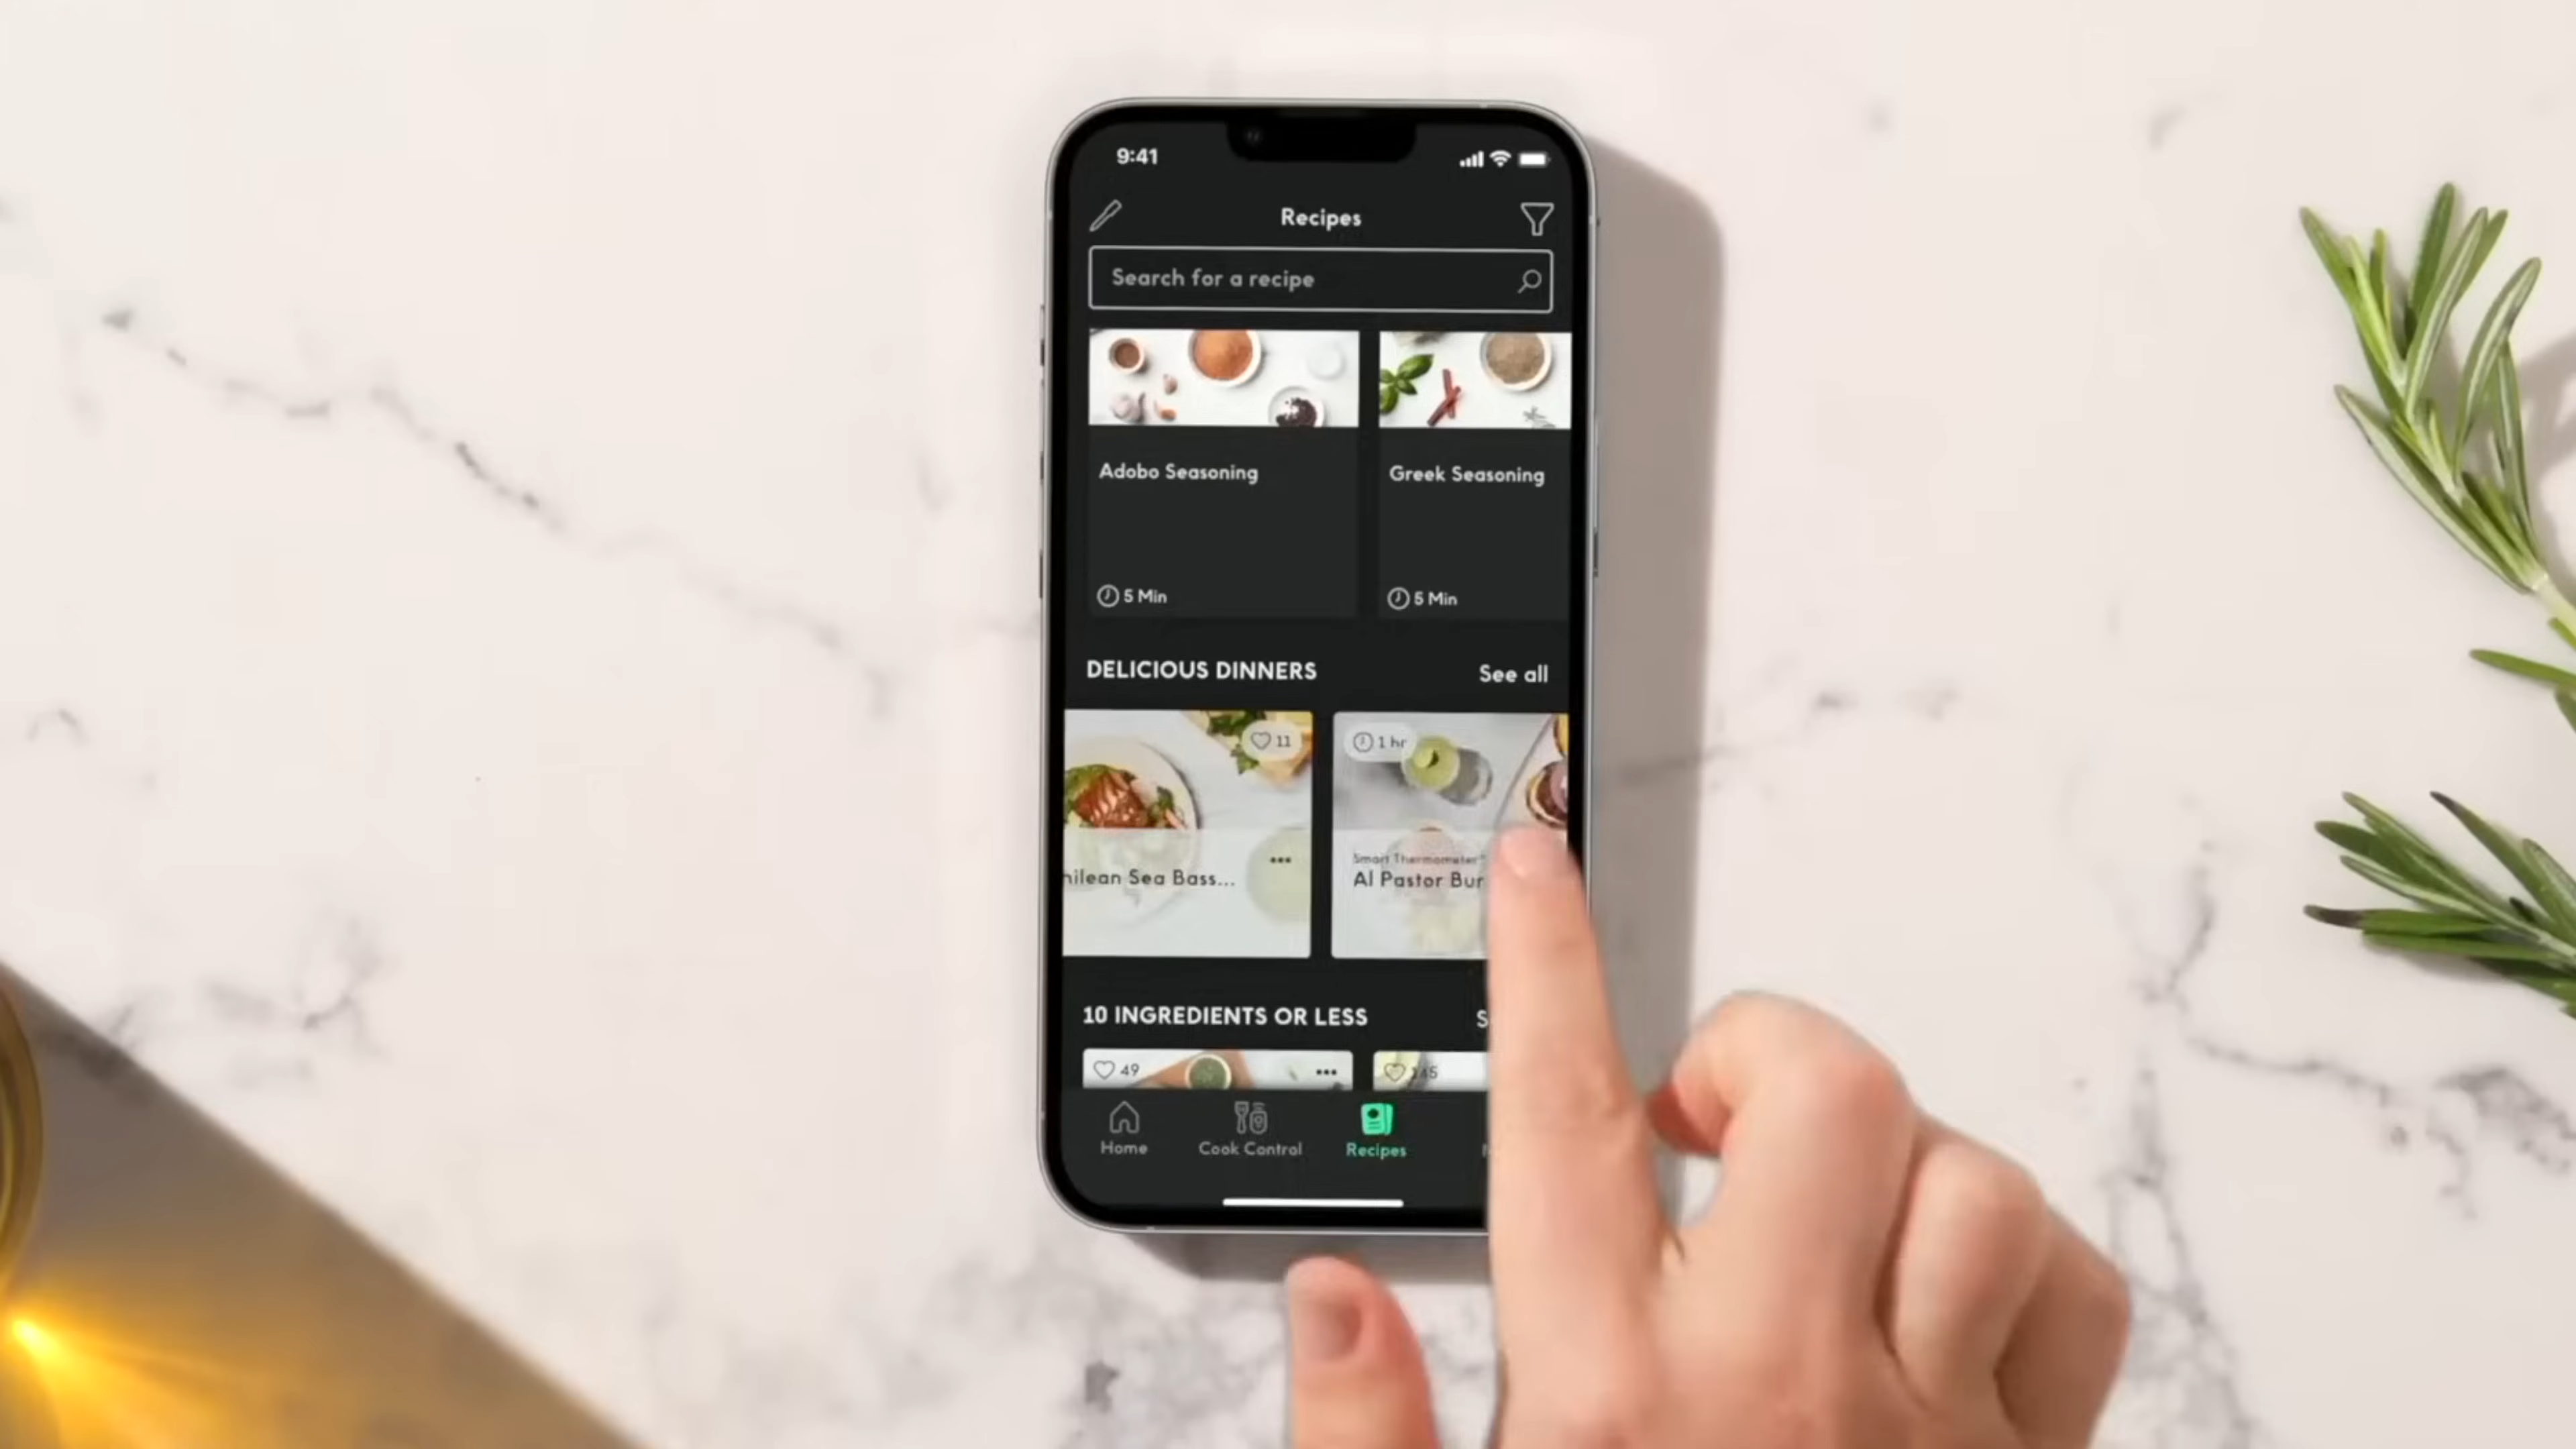 9:41
Recipes
Search for a recipe
Adobo Seasoning
Greek Seasoning
5 Min
5 Min
DELICIOUS DINNERS
See all
11
1 hr
hilean Sea Bass...
Smart Thermometer
Al Pastor Bur
10 INGREDIENTS OR LESS
S
49
145
Home
Cook Control
Recipes